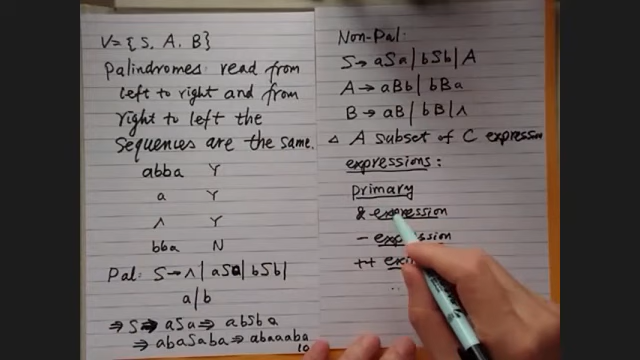 V = { S, A, B }
Palindromes: read from
left to right and from
right to left the
sequences are the same.
abba Y
a Y
Λ Y
bba N
Pal: S → Λ | aSa | bSb |
a | b
⇒ S ⇒ aSa ⇒ abSba
⇒ abaSaba ⇒ abaaaba
10
Non-Pal:
S → aSa | bSb | A
A → aBb | bBa
B → aB | bB | Λ
△ A subset of C expression
expressions:
primary
& expression
- expression
++